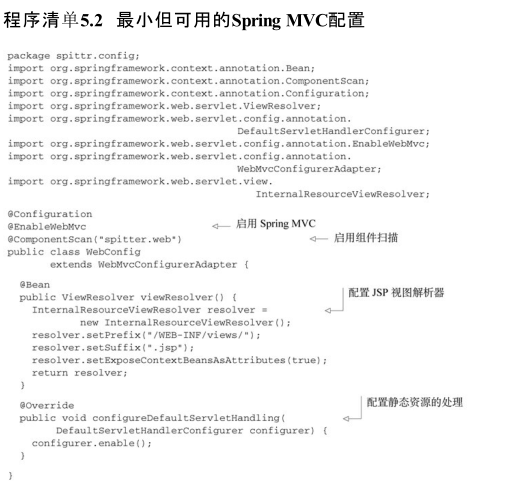 程序清单5.2 最小但可用的Spring MVC配置
package spittr.config;
import org.springframework.context.annotation.Bean;
import org.springframework.context.annotation.ComponentScan;
import org.springframework.context.annotation.Configuration;
import org.springframework.web.servlet.ViewResolver;
import org.springframework.web.servlet.config.annotation.
DefaultServletHandlerConfigurer;
import org.springframework.web.servlet.config.annotation.EnableWebMvc;
import org.springframework.web.servlet.config.annotation.
WebMvcConfigurerAdapter;
import org.springframework.web.servlet.view.
InternalResourceViewResolver;
@Configuration
@EnableWebMvc 启用 Spring MVC
@ComponentScan("spitter.web") 启用组件扫描
public class WebConfig
extends WebMvcConfigurerAdapter {
@Bean
public ViewResolver viewResolver() { 配置 JSP 视图解析器
InternalResourceViewResolver resolver =
new InternalResourceViewResolver();
resolver.setPrefix("/WEB-INF/views/");
resolver.setSuffix(".jsp");
resolver.setExposeContextBeansAsAttributes(true);
return resolver;
}
@Override 配置静态资源的处理
public void configureDefaultServletHandling(
DefaultServletHandlerConfigurer configurer) {
configurer.enable();
}
}